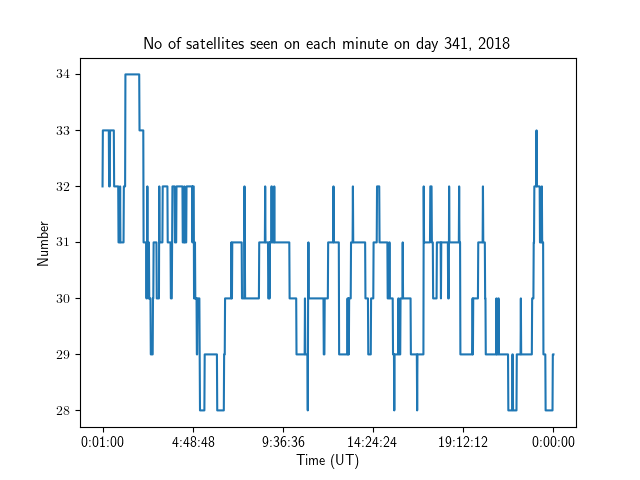 No of satellites seen on each minute on day 341, 2018
34
33
32
31
30
29
28
Number
0:01:00 4:48:48 9:36:36 14:24:24 19:12:12 0:00:00
Time (UT)